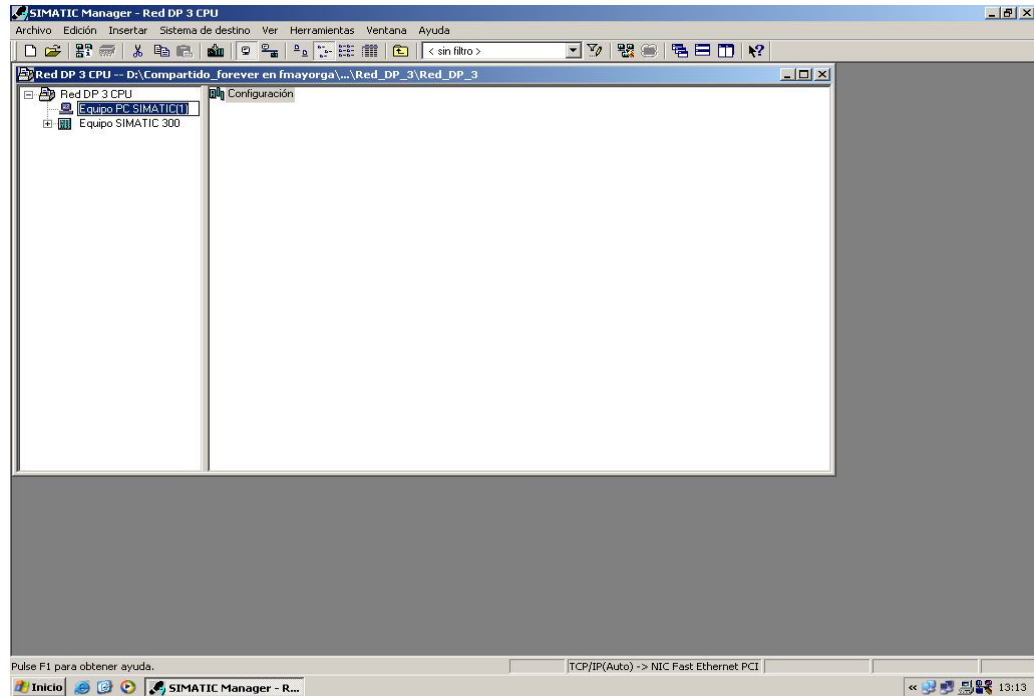 SIMATIC Manager - Red DP 3 CPU
Archivo Edición Insertar Sistema de destino Ver Herramientas Ventana Ayuda
< sin filtro >
Red DP 3 CPU -- D:\Compartido_forever en fmayorga\...\Red_DP_3\Red_DP_3
Red DP 3 CPU
Configuración
Equipo PC SIMATIC(1)
Equipo SIMATIC 300
Pulse F1 para obtener ayuda.
TCP/IP(Auto) -> NIC Fast Ethernet PCI
Inicio
SIMATIC Manager - R...
13:13